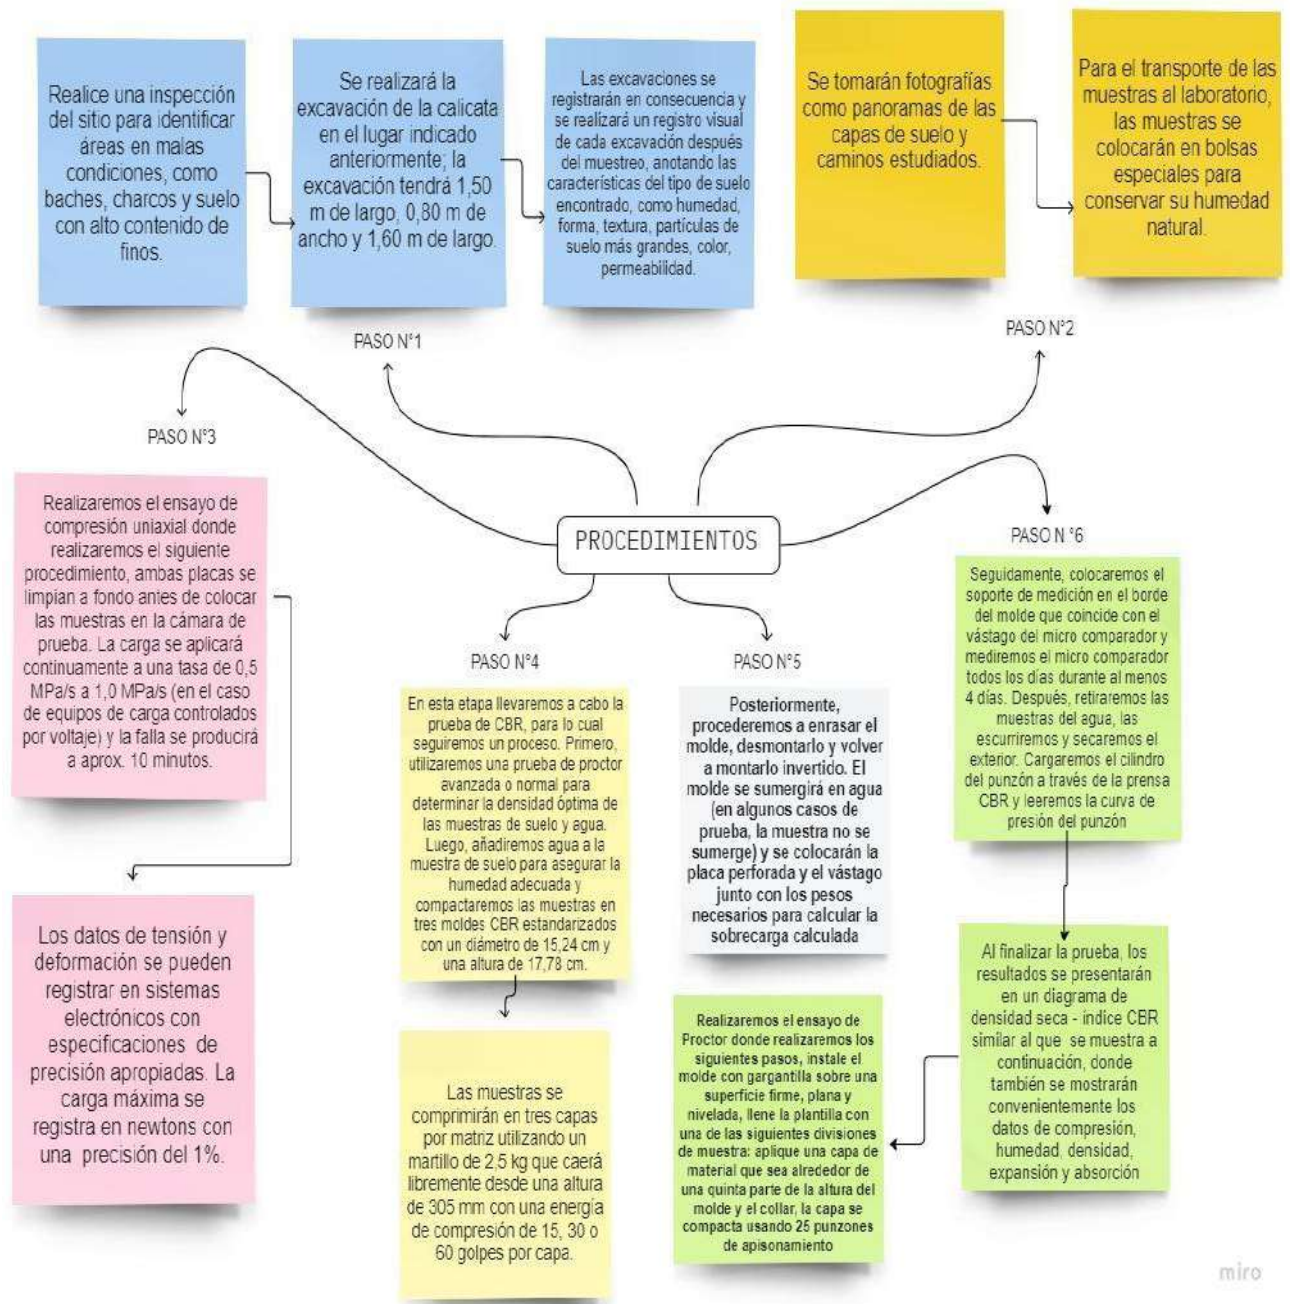 Realice una inspección
del sitio para identificar
áreas en malas
condiciones, como
baches, charcos y suelo
con alto contenido de
finos.
Se realizará la
excavación de la calicata
en el lugar indicado
anteriormente; la
excavación tendrá 1,50
m de largo, 0,80 m de
ancho y 1,60 m de largo.
Las excavaciones se
registrarán en consecuencia y
se realizará un registro visual
de cada excavación después
del muestreo, anotando las
características del tipo de suelo
encontrado, como humedad,
forma, textura, partículas de
suelo más grandes, color,
permeabilidad.
Se tomarán fotografías
como panoramas de las
capas de suelo y
caminos estudiados.
Para el transporte de las
muestras al laboratorio,
las muestras se
colocarán en bolsas
especiales para
conservar su humedad
natural.
PASO N°1
PASO N°2
PASO N°3
Realizaremos el ensayo de
compresión uniaxial donde
realizaremos el siguiente
procedimiento, ambas placas se
limpian a fondo antes de colocar
las muestras en la cámara de
prueba. La carga se aplicará
continuamente a una tasa de 0,5
MPa/s a 1,0 MPa/s (en el caso
de equipos de carga controlados
por voltaje) y la falla se producirá
a aprox. 10 minutos.
Los datos de tensión y
deformación se pueden
registrar en sistemas
electrónicos con
especificaciones de
precisión apropiadas. La
carga máxima se
registra en newtons con
una precisión del 1%.
PROCEDIMIENTOS
PASO N°4
En esta etapa llevaremos a cabo la
prueba de CBR, para lo cual
seguiremos un proceso. Primero,
utilizaremos una prueba de proctor
avanzada o normal para
determinar la densidad óptima de
las muestras de suelo y agua.
Luego, añadiremos agua a la
muestra de suelo para asegurar la
humedad adecuada y
compactaremos las muestras en
tres moldes CBR estandarizados
con un diámetro de 15,24 cm y
una altura de 17,78 cm.
Las muestras se
comprimirán en tres capas
por matriz utilizando un
martillo de 2,5 kg que caerá
libremente desde una altura
de 305 mm con una energía
de compresión de 15, 30 o
60 golpes por capa.
PASO N°5
Posteriormente,
procederemos a enrasar el
molde, desmontarlo y volver
a montarlo invertido. El
molde se sumergirá en agua
(en algunos casos de
prueba, la muestra no se
sumerge) y se colocarán la
placa perforada y el vástago
junto con los pesos
necesarios para calcular la
sobrecarga calculada
PASO N °6
Seguidamente, colocaremos el
soporte de medición en el borde
del molde que coincide con el
vástago del micro comparador y
mediremos el micro comparador
todos los días durante al menos
4 días. Después, retiraremos las
muestras del agua, las
escurriremos y secaremos el
exterior. Cargaremos el cilindro
del punzón a través de la prensa
CBR y leeremos la curva de
presión del punzón
Al finalizar la prueba, los
resultados se presentarán
en un diagrama de
densidad seca - índice CBR
similar al que se muestra a
continuación, donde
también se mostrarán
convenientemente los
datos de compresión,
humedad, densidad,
expansión y absorción
Realizaremos el ensayo de
Proctor donde realizaremos los
siguientes pasos, instale el
molde con gargantilla sobre una
superficie firme, plana y
nivelada, llene la plantilla con
una de las siguientes divisiones
de muestra: aplique una capa de
material que sea alrededor de
una quinta parte de la altura del
molde y el collar, la capa se
compacta usando 25 punzones
de apisonamiento
miro